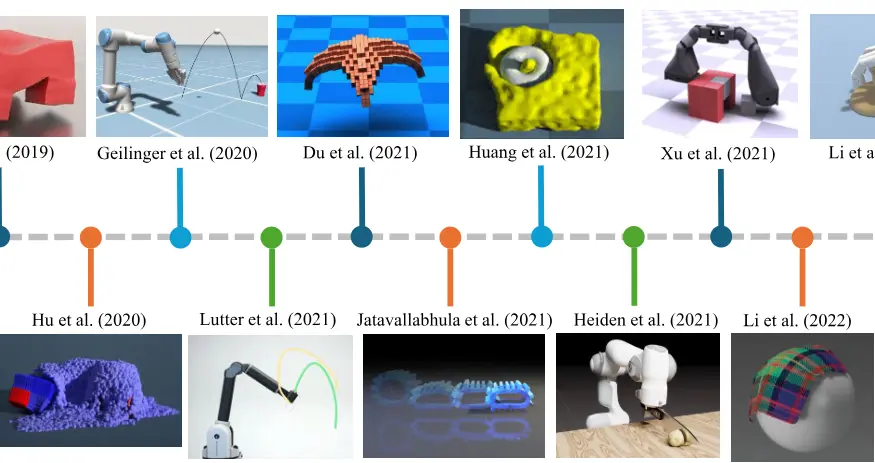 (2019)
Geilinger et al. (2020)
Du et al. (2021)
Huang et al. (2021)
Xu et al. (2021)
Li et a
Hu et al. (2020)
Lutter et al. (2021)
Jatavallabhula et al. (2021)
Heiden et al. (2021)
Li et al. (2022)